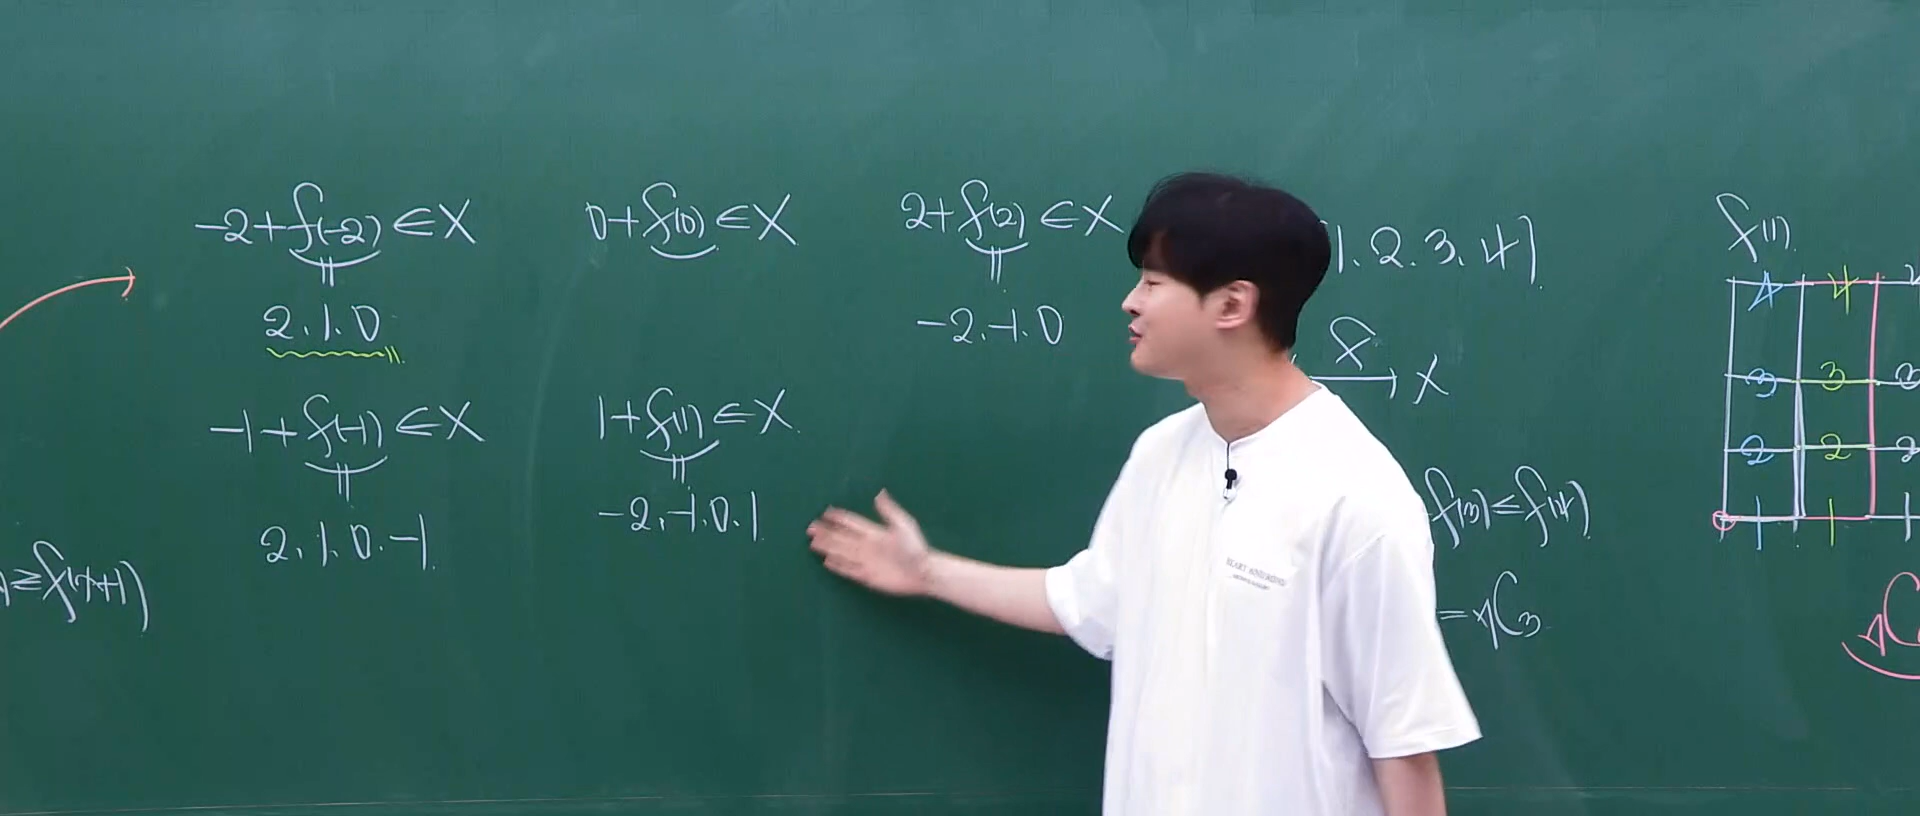 -2+f(-2)∈X
2.1.0
-1+f(-1)∈X
2.1.0.-1
≥f(x+1)
0+f(0)∈X
1+f(1)∈X
-2.-1.0.1
2+f(2)∈X
-2.-1.0
1.2.3.4}
f
X
f(3)≤f(4)
f(1)
4 4
3 3
2 2
1 1 1